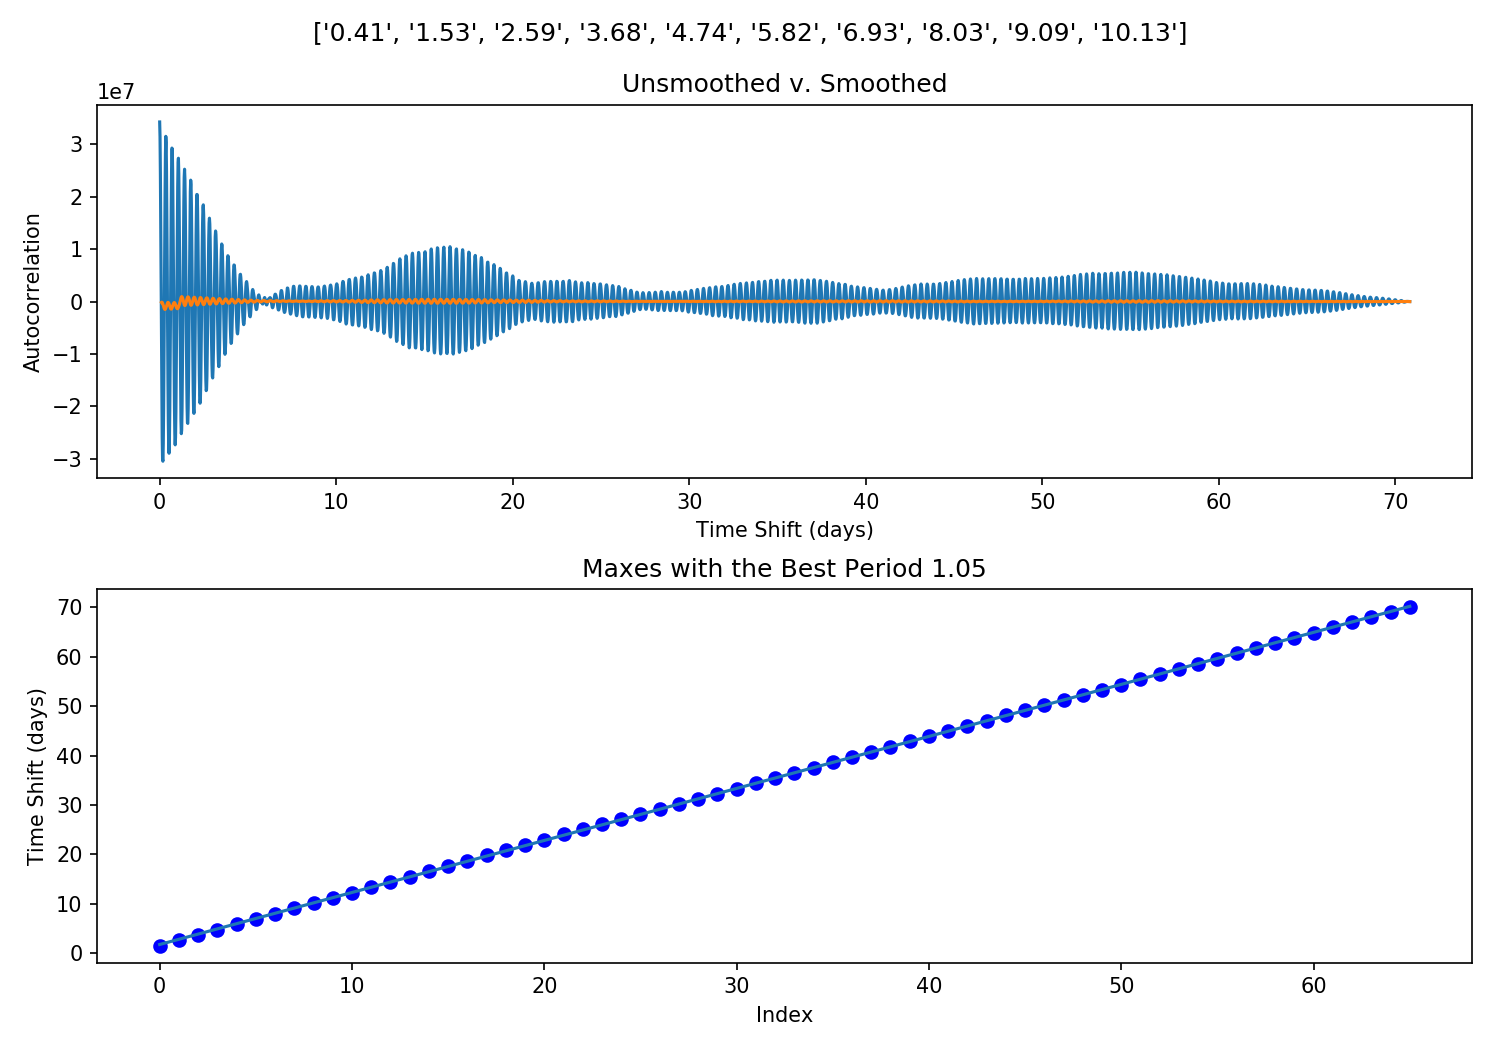 ['0.41', '1.53', '2.59', '3.68', '4.74', '5.82', '6.93', '8.03', '9.09', '10.13']
Unsmoothed v. Smoothed
1e7
3
2
1
0
−1
−2
−3
Autocorrelation
0 10 20 30 40 50 60 70
Time Shift (days)
Maxes with the Best Period 1.05
70
60
50
40
30
20
10
0
Time Shift (days)
0 10 20 30 40 50 60
Index